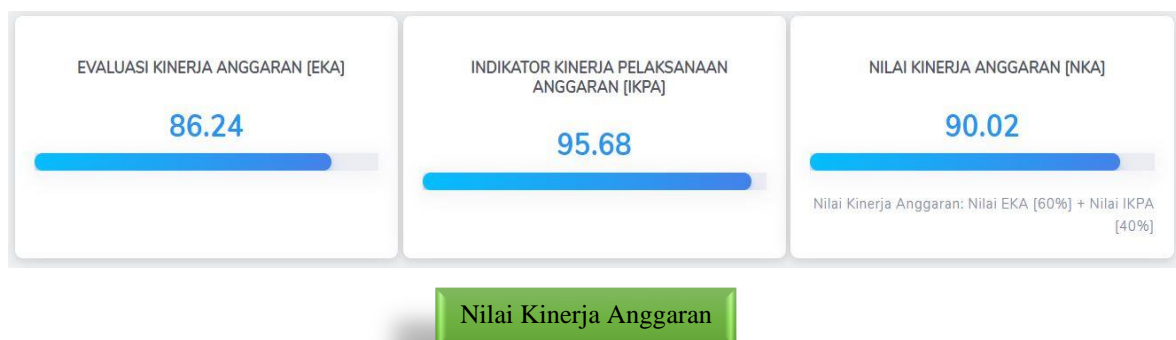 EVALUASI KINERJA ANGGARAN [EKA]
86.24
INDIKATOR KINERJA PELAKSANAAN
ANGGARAN [IKPA]
95.68
NILAI KINERJA ANGGARAN [NKA]
90.02
Nilai Kinerja Anggaran: Nilai EKA [60%] + Nilai IKPA
[40%]
Nilai Kinerja Anggaran